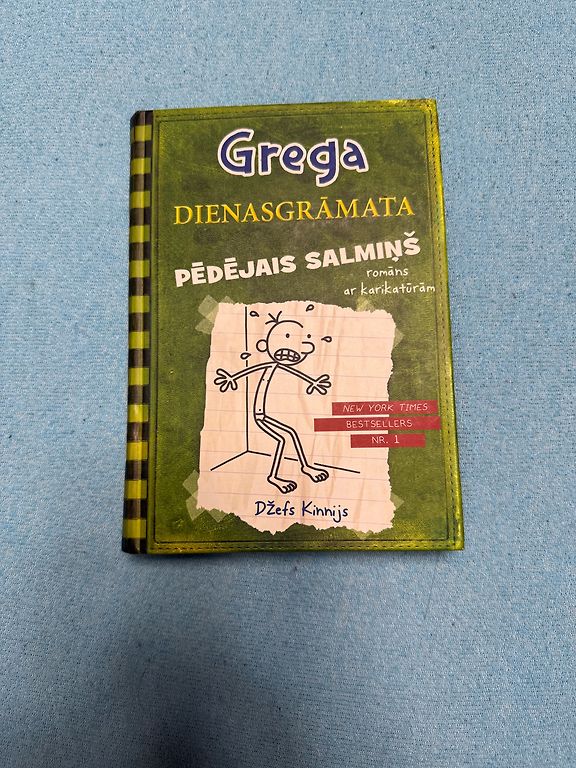 Grega
DIENASGRĀMATA
PĒDĒJAIS SALMIŅŠ
romāns
ar karikatūrām
NEW YORK TIMES
BESTSELLERS
NR. 1
Džefs Kinnijs